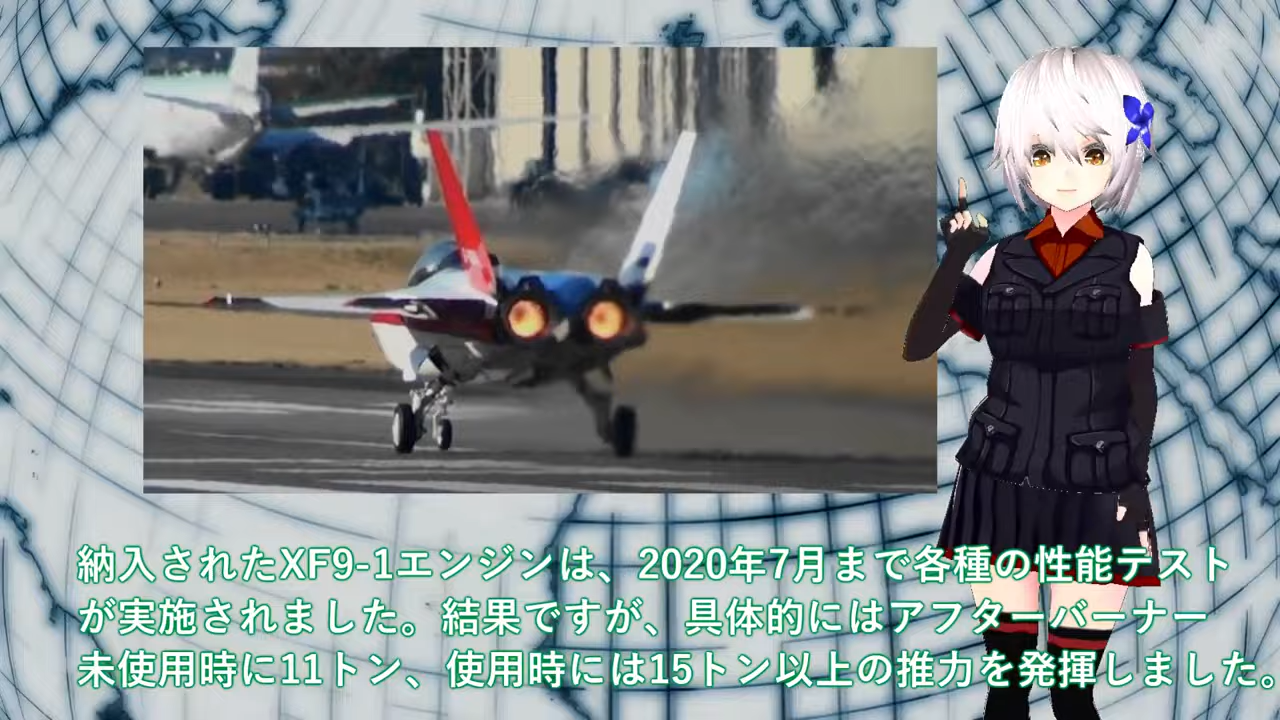 納入されたXF9-1エンジンは、2020年7月まで各種の性能テスト
が実施されました。結果ですが、具体的にはアフターバーナー
未使用時に11トン、使用時には15トン以上の推力を発揮しました。